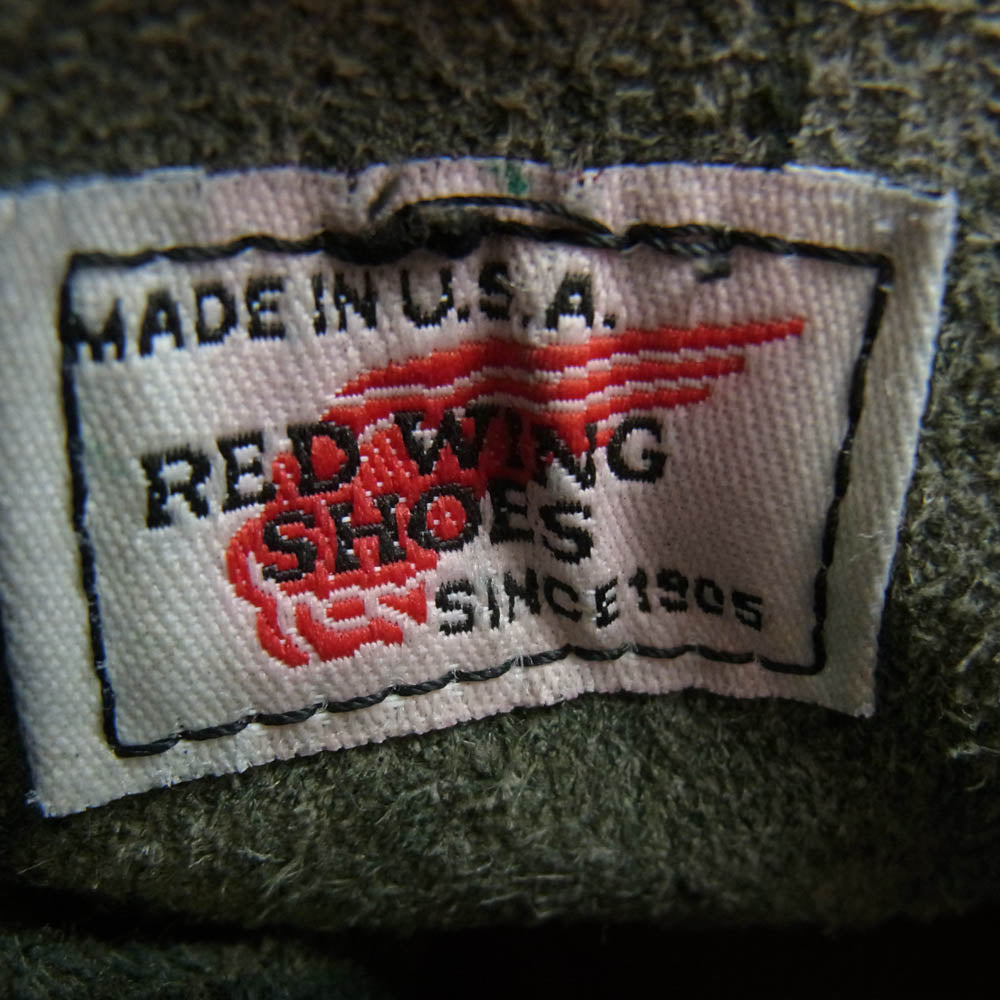 MADE IN U.S.A.
RED WING
SHOES
SINCE 1905